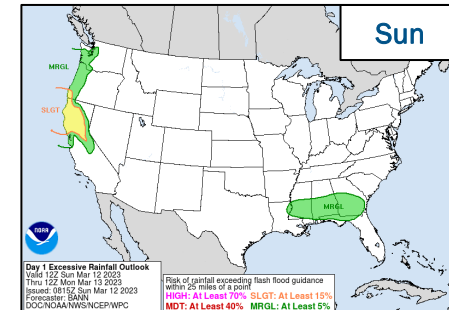 Sun
MRGL
SLGT
MRGL
NOAA
Day 1 Excessive Rainfall Outlook
Valid 12Z Sun Mar 12 2023
Thru 12Z Mon Mar 13 2023
Issued: 0815Z Sun Mar 12 2023
Forecaster: BANN
DOC/NOAA/NWS/NCEP/WPC
Risk of rainfall exceeding flash flood guidance
within 25 miles of a point
HIGH: At Least 70% SLGT: At Least 15%
MDT: At Least 40% MRGL: At Least 5%